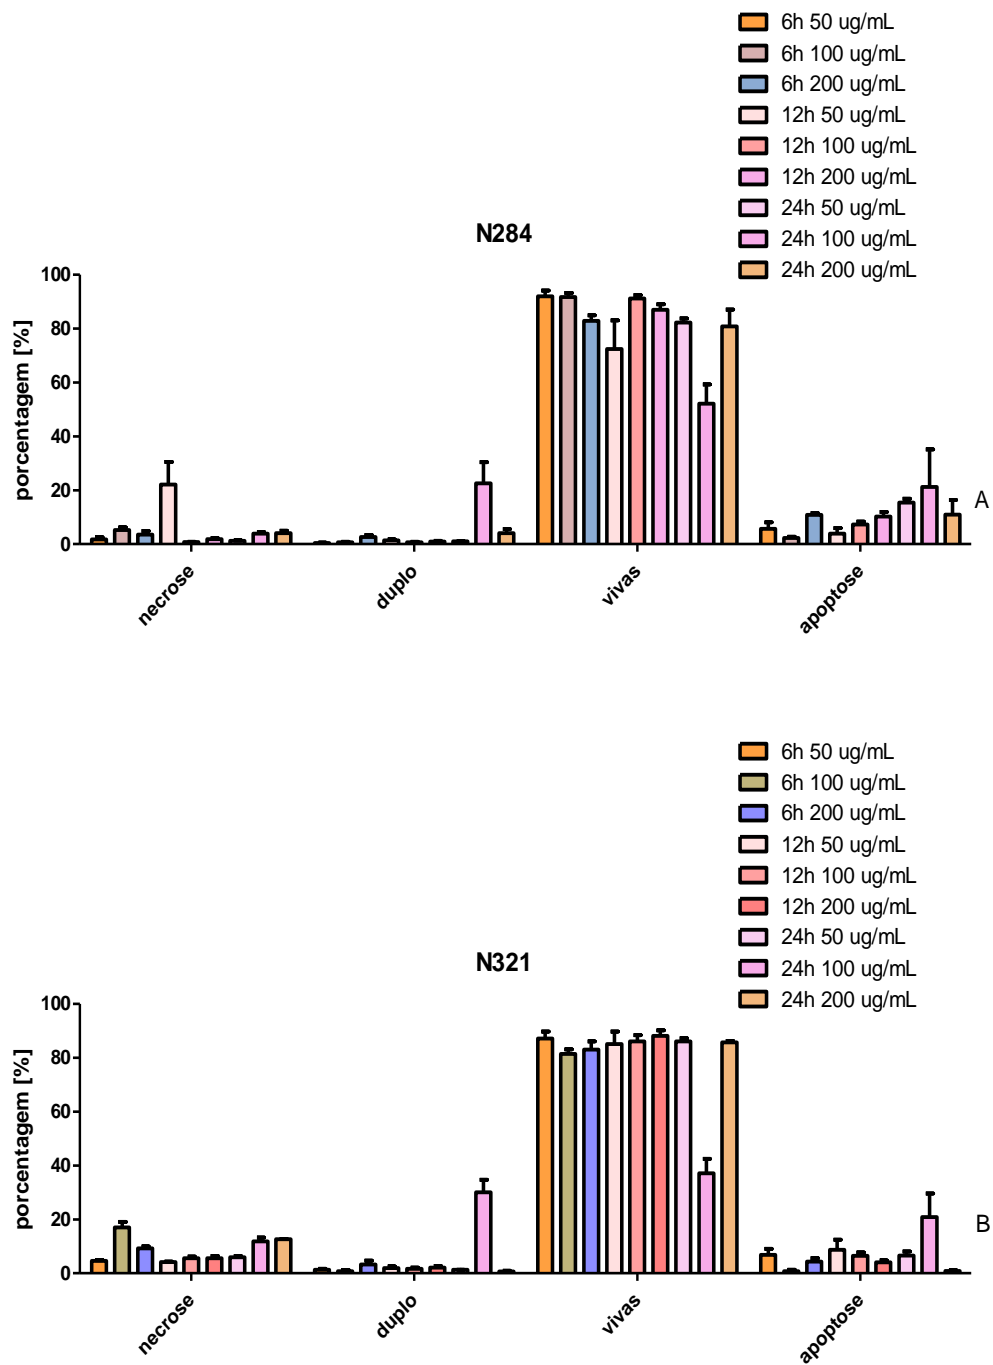 6h 50 ug/mL
6h 100 ug/mL
6h 200 ug/mL
12h 50 ug/mL
12h 100 ug/mL
12h 200 ug/mL
24h 50 ug/mL
24h 100 ug/mL
24h 200 ug/mL
N284
porcentagem [%]
100
80
60
40
20
0
necrose
duplo
vivas
apoptose
A
6h 50 ug/mL
6h 100 ug/mL
6h 200 ug/mL
12h 50 ug/mL
12h 100 ug/mL
12h 200 ug/mL
24h 50 ug/mL
24h 100 ug/mL
24h 200 ug/mL
N321
porcentagem [%]
100
80
60
40
20
0
necrose
duplo
vivas
apoptose
B